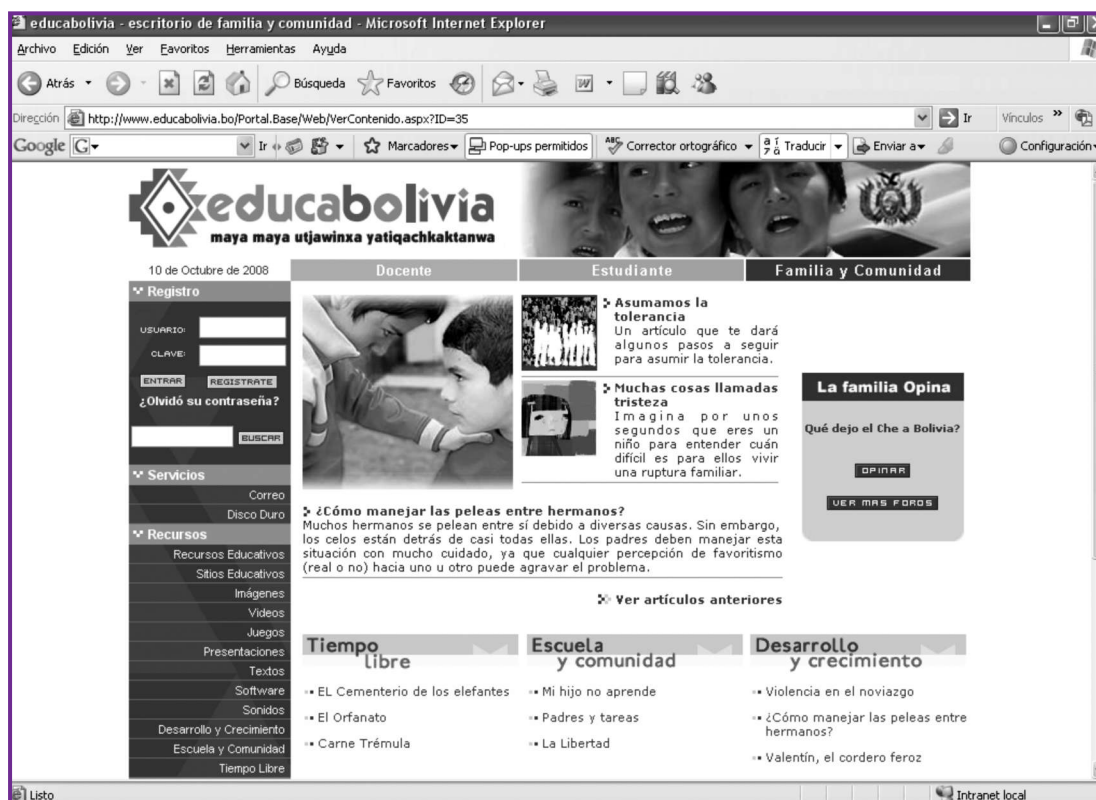 educabolivia - escritorio de familia y comunidad - Microsoft Internet Explorer
Archivo Edición Ver Favoritos Herramientas Ayuda
Atrás Búsqueda Favoritos
Dirección http://www.educabolivia.bo/Portal.Base/Web/VerContenido.aspx?ID=35 Ir Vínculos »
Google G Ir Marcadores Pop-ups permitidos Corrector ortográfico Traducir Enviar a Configuración
educabolivia
maya maya utjawinxa yatiqachkaktanwa
10 de Octubre de 2008
Docente Estudiante Familia y Comunidad
Registro
USUARIO:
CLAVE:
ENTRAR REGISTRATE
¿Olvidó su contraseña?
BUSCAR
Servicios
Correo
Disco Duro
Recursos
Recursos Educativos
Sitios Educativos
Imágenes
Videos
Juegos
Presentaciones
Textos
Software
Sonidos
Desarrollo y Crecimiento
Escuela y Comunidad
Tiempo Libre
Asumamos la
tolerancia
Un artículo que te dará
algunos pasos a seguir
para asumir la tolerancia.
Muchas cosas llamadas
tristeza
Imagina por unos
segundos que eres un
niño para entender cuán
difícil es para ellos vivir
una ruptura familiar.
¿Cómo manejar las peleas entre hermanos?
Muchos hermanos se pelean entre sí debido a diversas causas. Sin embargo,
los celos están detrás de casi todas ellas. Los padres deben manejar esta
situación con mucho cuidado, ya que cualquier percepción de favoritismo
(real o no) hacia uno u otro puede agravar el problema.
Ver artículos anteriores
La familia Opina
Qué dejo el Che a Bolivia?
OPINAR
VER MAS FOROS
Tiempo
libre
EL Cementerio de los elefantes
El Orfanato
Carne Trémula
Escuela
y comunidad
Mi hijo no aprende
Padres y tareas
La Libertad
Desarrollo
y crecimiento
Violencia en el noviazgo
¿Cómo manejar las peleas entre
hermanos?
Valentín, el cordero feroz
Listo Intranet local